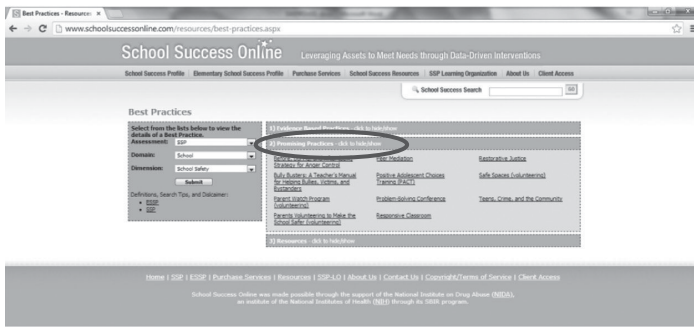 Best Practices - Resources
www.schoolsuccessonline.com/resources/best-practices.aspx
School Success Online Leveraging Assets to Meet Needs through Data-Driven Interventions
School Success Profile Elementary School Success Profile Purchase Services School Success Resources SSP Learning Organization About Us Client Access
School Success Search GO
Best Practices
Select from the lists below to view the
details of a Best Practice.
Assessment: SSP
Domain: School
Dimension: School Safety
Submit
Definitions, Search Tips, and Disclaimer:
• ESSP
• SSP
1] Evidence Based Practices - click to hide/show
2) Promising Practices - click to hide/show
Strategy for Anger Control
Peer Mediation
Restorative Justice
Bully Busters: A Teacher's Manual
for Helping Bullies, Victims, and
Bystanders
Positive Adolescent Choices
Training (PACT)
Safe Spaces (volunteering)
Parent Watch Program
(volunteering)
Problem-Solving Conference
Teens, Crime, and the Community
Parents Volunteering to Make the
School Safer (volunteering)
Responsive Classroom
3] Resources - click to hide/show
Home | SSP | ESSP | Purchase Services | Resources | SSP-LO | About Us | Contact Us | Copyright/Terms of Service | Client Access
School Success Online was made possible through the support of the National Institute on Drug Abuse (NIDA),
an institute of the National Institutes of Health (NIH) through its SBIR program.